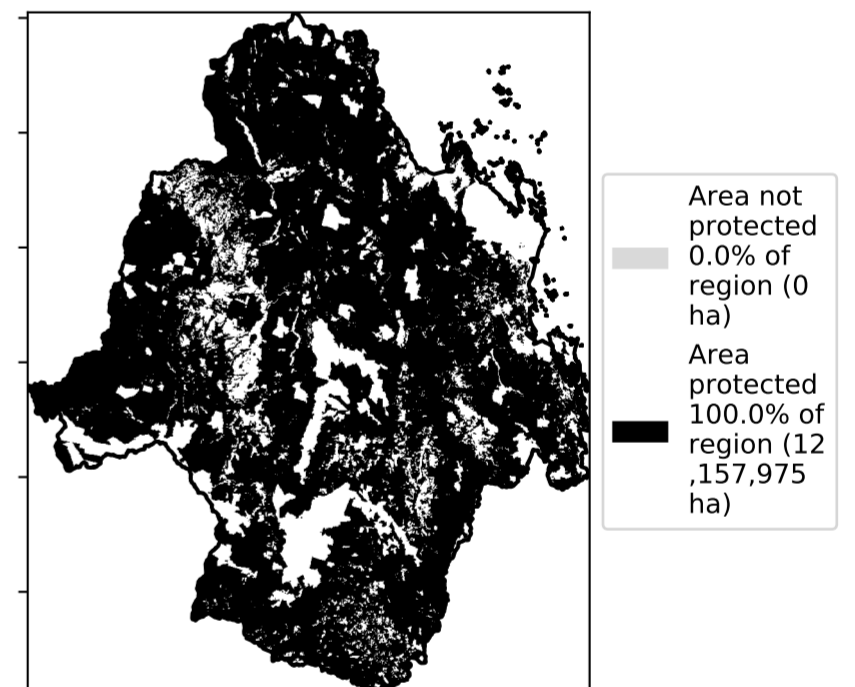 Area not
protected
0.0% of
region (0
ha)
Area
protected
100.0% of
region (12
,157,975
ha)